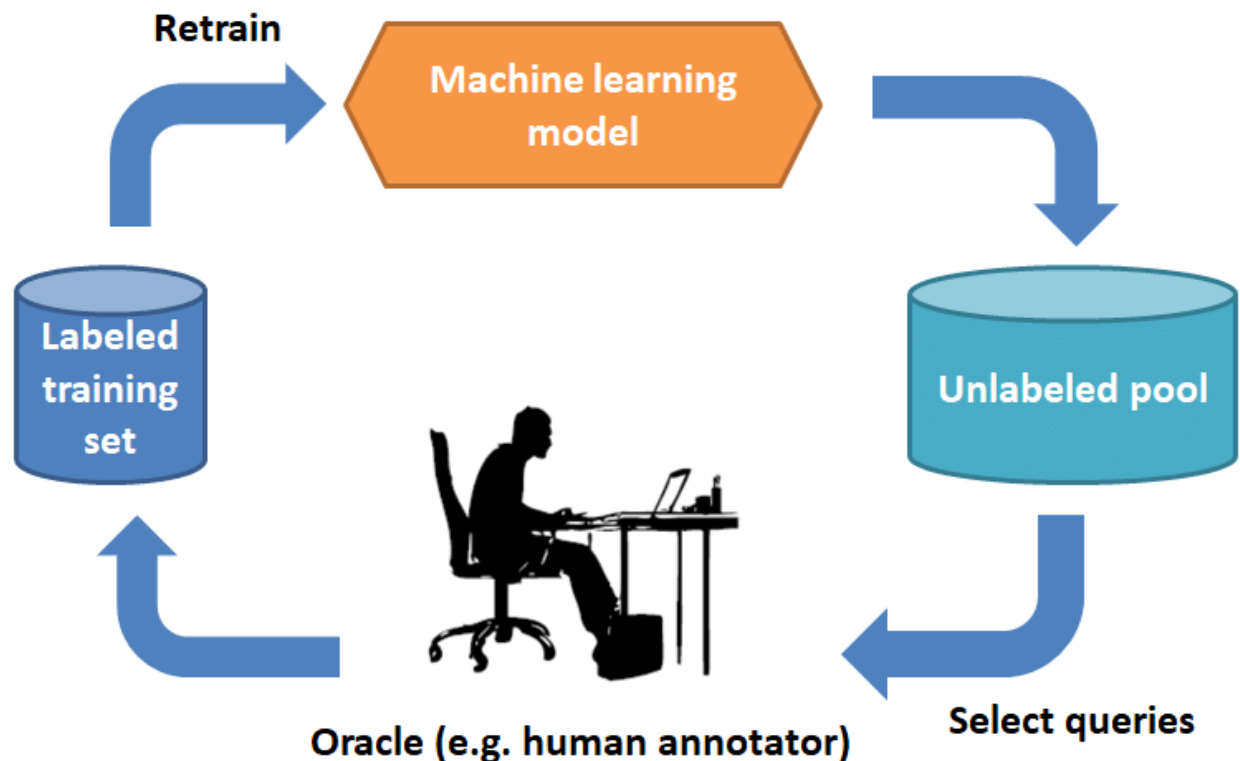 Retrain
Machine learning
model
Labeled
training
set
Unlabeled pool
Select queries
Oracle (e.g. human annotator)